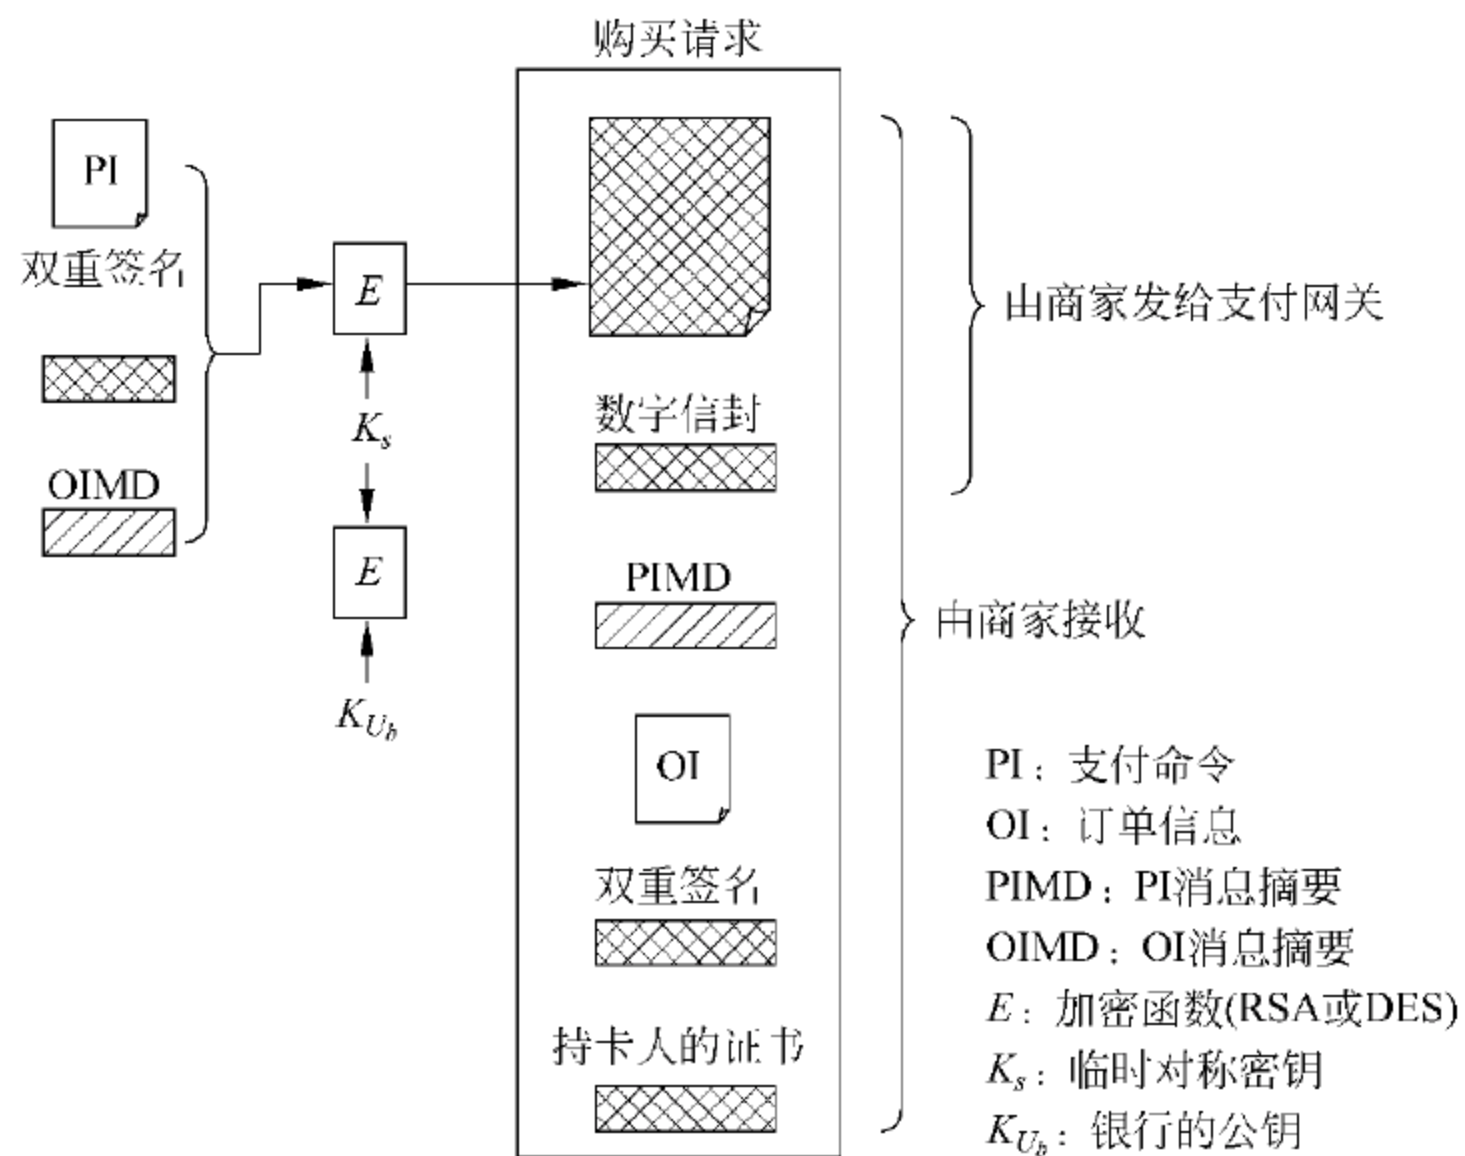 购买请求
PI
双重签名
OIMD
E
Ks
E
KUb
数字信封
PIMD
OI
双重签名
持卡人的证书
由商家发给支付网关
由商家接收
PI：支付命令
OI：订单信息
PIMD：PI消息摘要
OIMD：OI消息摘要
E：加密函数(RSA或DES)
Ks：临时对称密钥
KUb：银行的公钥